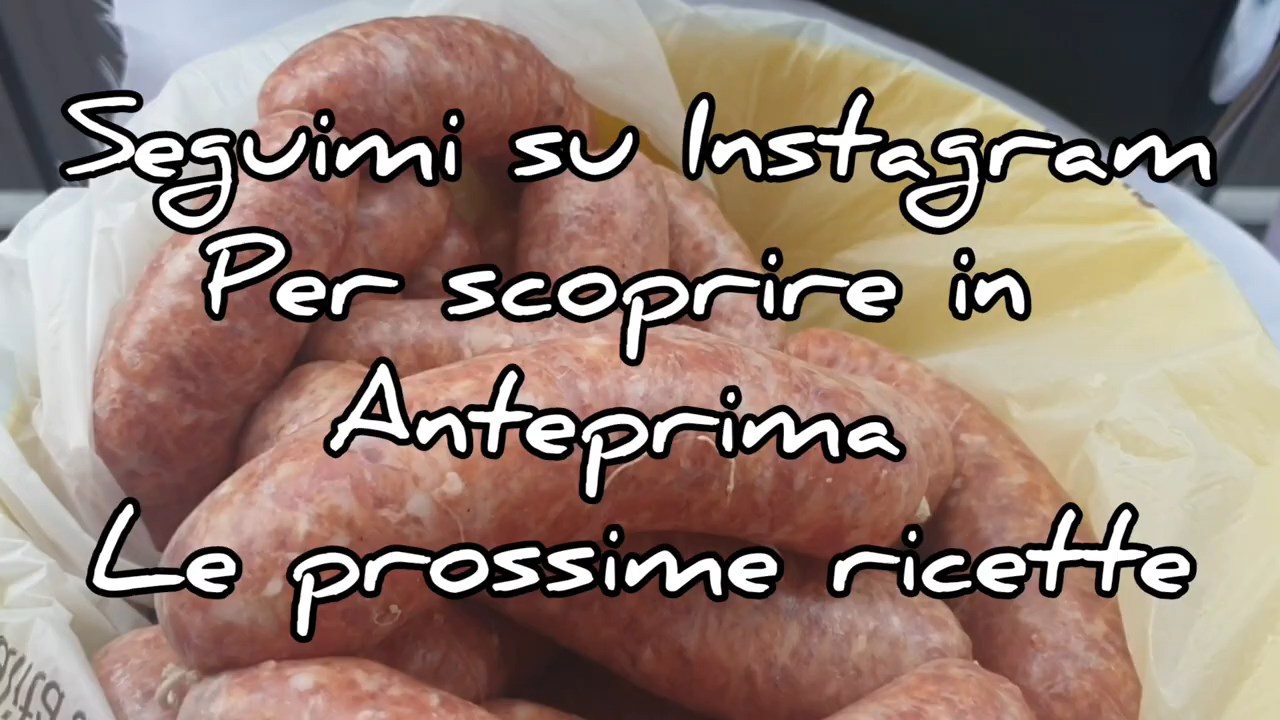 Seguimi su Instagram
Per scoprire in
Anteprima
Le prossime ricette